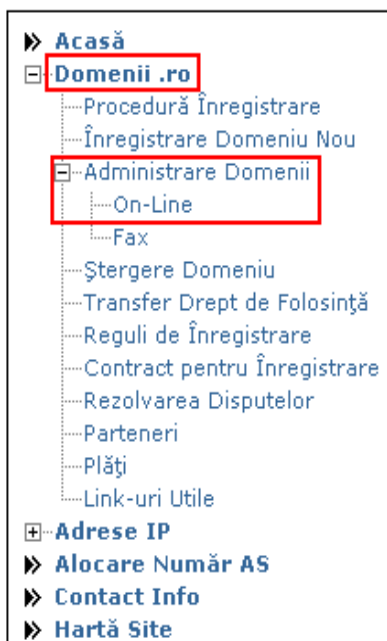 Acasă
Domenii .ro
Procedură Înregistrare
Înregistrare Domeniu Nou
Administrare Domenii
On-Line
Fax
Ştergere Domeniu
Transfer Drept de Folosinţă
Reguli de Înregistrare
Contract pentru Înregistrare
Rezolvarea Disputelor
Parteneri
Plăţi
Link-uri Utile
Adrese IP
Alocare Număr AS
Contact Info
Hartă Site